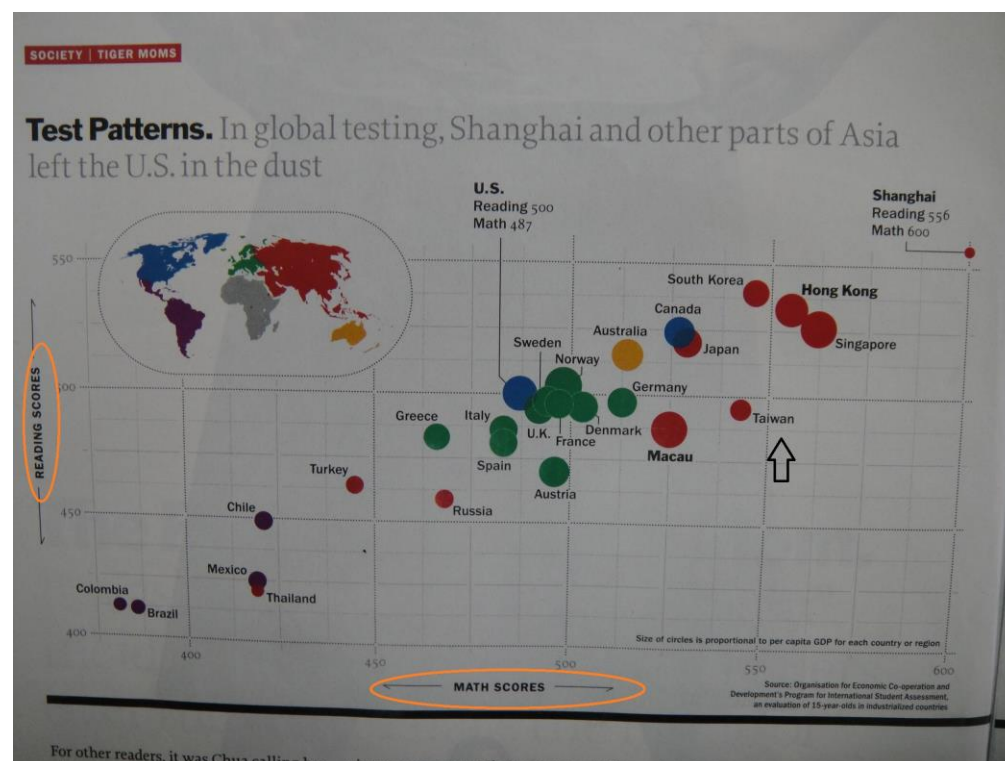 SOCIETY | TIGER MOMS
Test Patterns. In global testing, Shanghai and other parts of Asia
left the U.S. in the dust
U.S.
Reading 500
Math 487
Shanghai
Reading 556
Math 600
550
South Korea
Hong Kong
Canada
Australia
Japan
Singapore
Sweden
Norway
500
READING SCORES
Germany
Greece
Italy
U.K.
France
Denmark
Taiwan
Spain
Macau
Turkey
Austria
Russia
Chile
450
Mexico
Thailand
Colombia
Brazil
400
Size of circles is proportional to per capita GDP for each country or region
400
450
500
550
600
MATH SCORES
Source: Organisation for Economic Co-operation and
Development's Program for International Student Assessment,
an evaluation of 15-year-olds in industrialized countries
For other readers, it was Chua calling